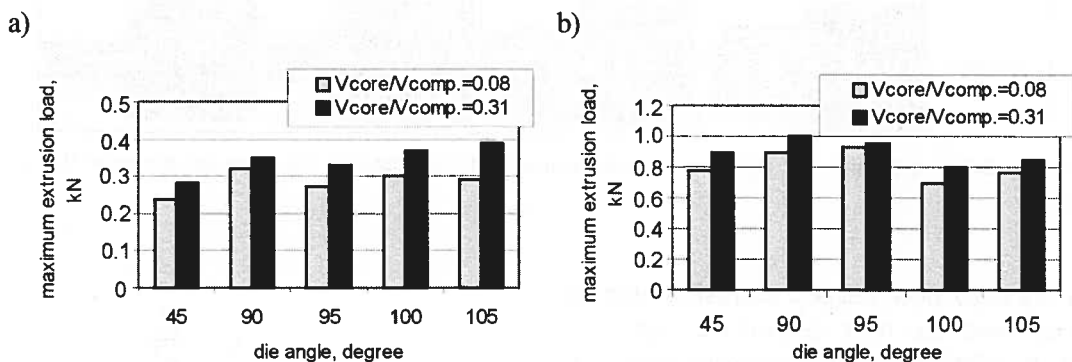 a)
Vcore/Vcomp.=0.08
Vcore/Vcomp.=0.31
maximum extrusion load,
kN
0.5
0.4
0.3
0.2
0.1
0
45 90 95 100 105
die angle, degree
b)
Vcore/Vcomp.=0.08
Vcore/Vcomp.=0.31
maximum extrusion load,
kN
1.2
1.0
0.8
0.6
0.4
0.2
0
45 90 95 100 105
die angle, degree